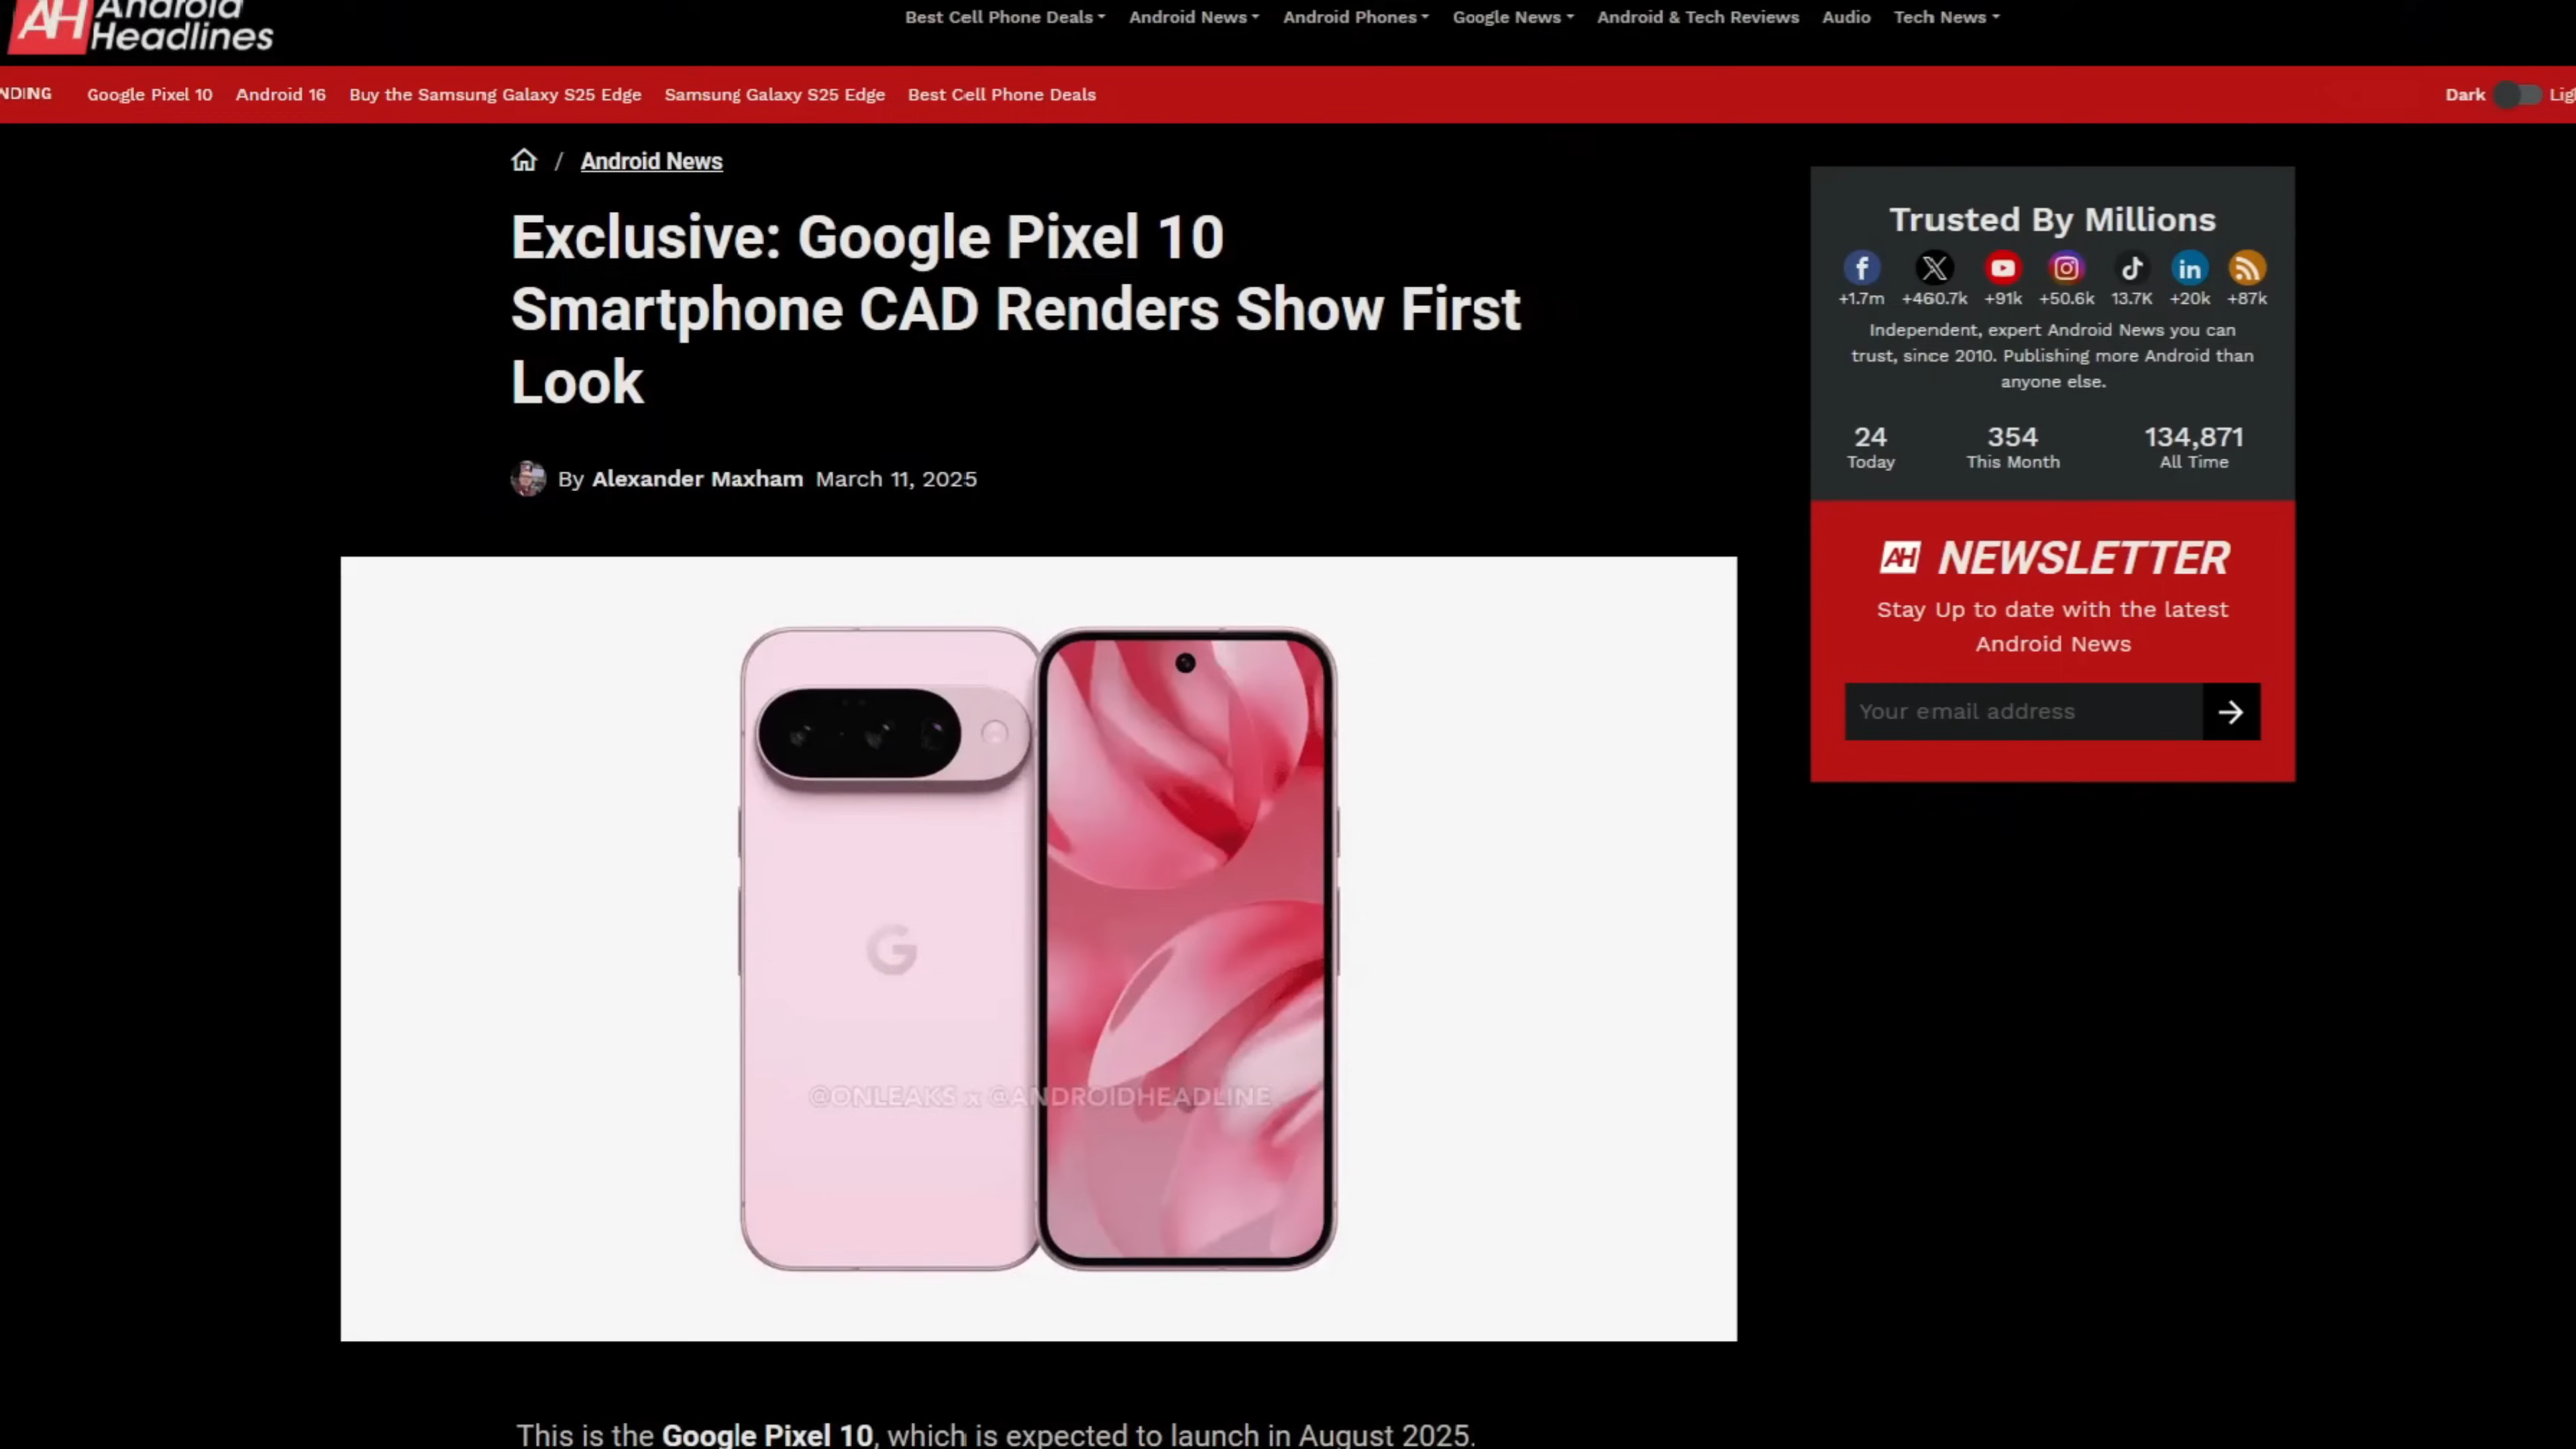 Android
Headlines
Best Cell Phone Deals Android News Android Phones Google News Android & Tech Reviews Audio Tech News
NDING Google Pixel 10 Android 16 Buy the Samsung Galaxy S25 Edge Samsung Galaxy S25 Edge Best Cell Phone Deals Dark Lig
/ Android News
Exclusive: Google Pixel 10
Smartphone CAD Renders Show First
Look
By Alexander Maxham March 11, 2025
Trusted By Millions
+1.7m +460.7k +91k +50.6k 13.7K +20k +87k
Independent, expert Android News you can
trust, since 2010. Publishing more Android than
anyone else.
24 354 134,871
Today This Month All Time
AH NEWSLETTER
Stay Up to date with the latest
Android News
Your email address
G
@ONLEAKS x @ANDROIDHEADLINE
This is the Google Pixel 10, which is expected to launch in August 2025.